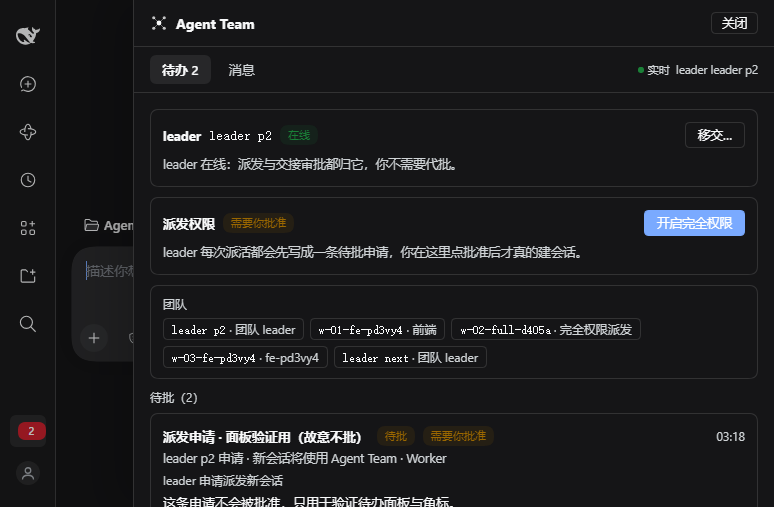 Agent Team
关闭
待办 2
消息
实时 leader leader p2
leader leader p2 在线
移交...
leader 在线：派发与交接审批都归它，你不需要代批。
派发权限 需要你批准
开启完全权限
leader 每次派活都会先写成一条待批申请，你在这里点批准后才真的建会话。
Agen
描述你想
团队
leader p2 · 团队 leader
w-01-fe-pd3vy4 · 前端
w-02-full-d405a · 完全权限派发
w-03-fe-pd3vy4 · fe-pd3vy4
leader next · 团队 leader
待批（2）
派发申请 · 面板验证用（故意不批） 待批 需要你批准
03:18
leader p2 申请 · 新会话将使用 Agent Team · Worker
leader 申请派发新会话
这条申请不会被批准，只用于验证待办面板与角标。
2